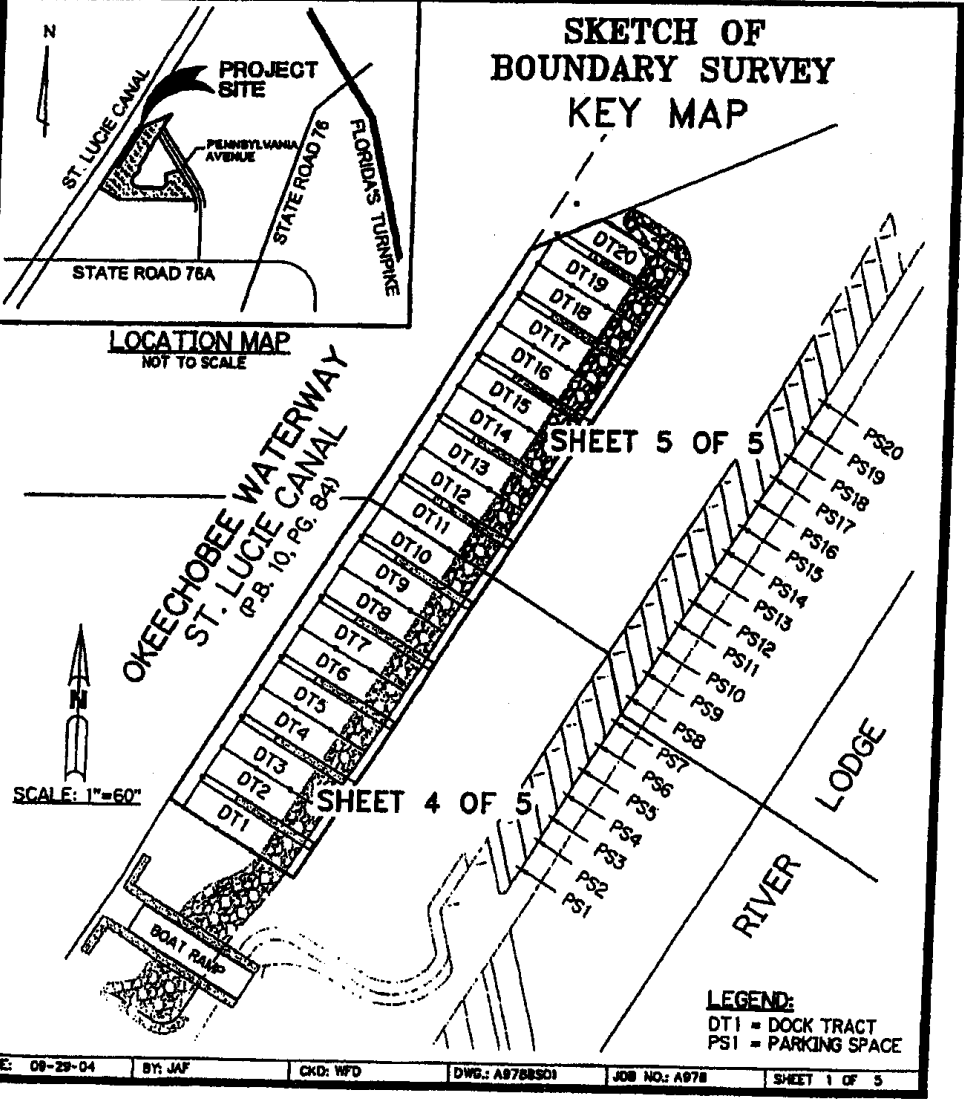 SKETCH OF
BOUNDARY SURVEY
KEY MAP
N
ST. LUCIE CANAL
PROJECT
SITE
PENNSYLVANIA
AVENUE
STATE ROAD 76
FLORIDA'S TURNPIKE
STATE ROAD 76A
LOCATION MAP
NOT TO SCALE
OKEECHOBEE WATERWAY
ST. LUCIE CANAL
(P.B. 10, PG. 84)
DT20
DT19
DT18
DT17
DT16
DT15
DT14
DT13
DT12
DT11
DT10
DT9
DT8
DT7
DT6
DT5
DT4
DT3
DT2
DT1
SHEET 5 OF 5
SHEET 4 OF 5
PS20
PS19
PS18
PS17
PS16
PS15
PS14
PS13
PS12
PS11
PS10
PS9
PS8
PS7
PS6
PS5
PS4
PS3
PS2
PS1
N
SCALE: 1"=60"
BOAT RAMP
RIVER LODGE
LEGEND:
DT1 = DOCK TRACT
PS1 = PARKING SPACE
E: 09-29-04 BY: JAF CKD: WFD DWG.: A978BS01 JOB NO.: A978 SHEET 1 OF 5